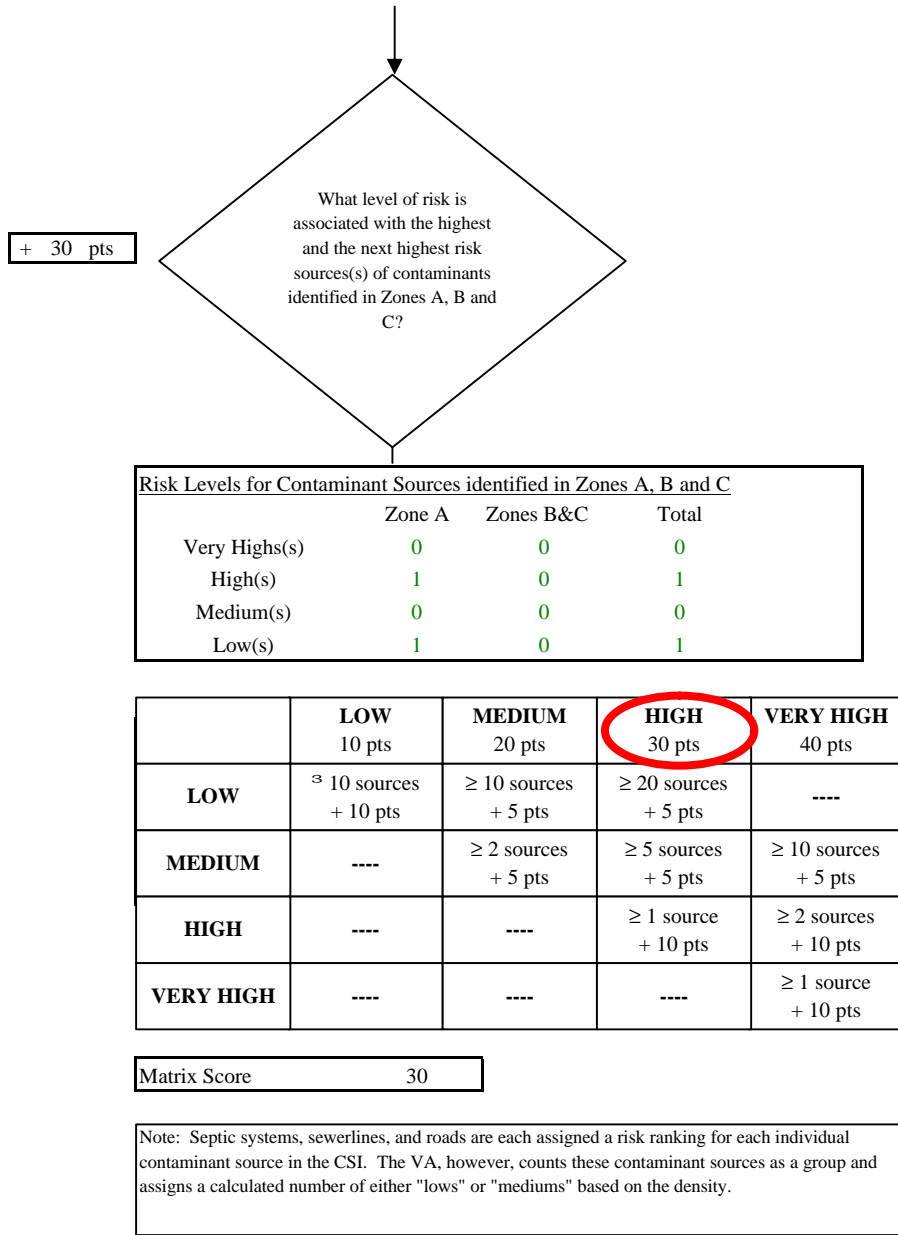 What level of risk is
associated with the highest
and the next highest risk
sources(s) of contaminants
identified in Zones A, B and
C?
+ 30 pts
Risk Levels for Contaminant Sources identified in Zones A, B and C
Zone A Zones B&C Total
Very Highs(s) 0 0 0
High(s) 1 0 1
Medium(s) 0 0 0
Low(s) 1 0 1
LOW MEDIUM HIGH VERY HIGH
10 pts 20 pts 30 pts 40 pts
LOW ³ 10 sources ≥ 10 sources ≥ 20 sources ----
+ 10 pts + 5 pts + 5 pts
MEDIUM ---- ≥ 2 sources ≥ 5 sources ≥ 10 sources
+ 5 pts + 5 pts + 5 pts
HIGH ---- ---- ≥ 1 source ≥ 2 sources
+ 10 pts + 10 pts
VERY HIGH ---- ---- ---- ≥ 1 source
+ 10 pts
Matrix Score 30
Note: Septic systems, sewerlines, and roads are each assigned a risk ranking for each individual
contaminant source in the CSI. The VA, however, counts these contaminant sources as a group and
assigns a calculated number of either "lows" or "mediums" based on the density.